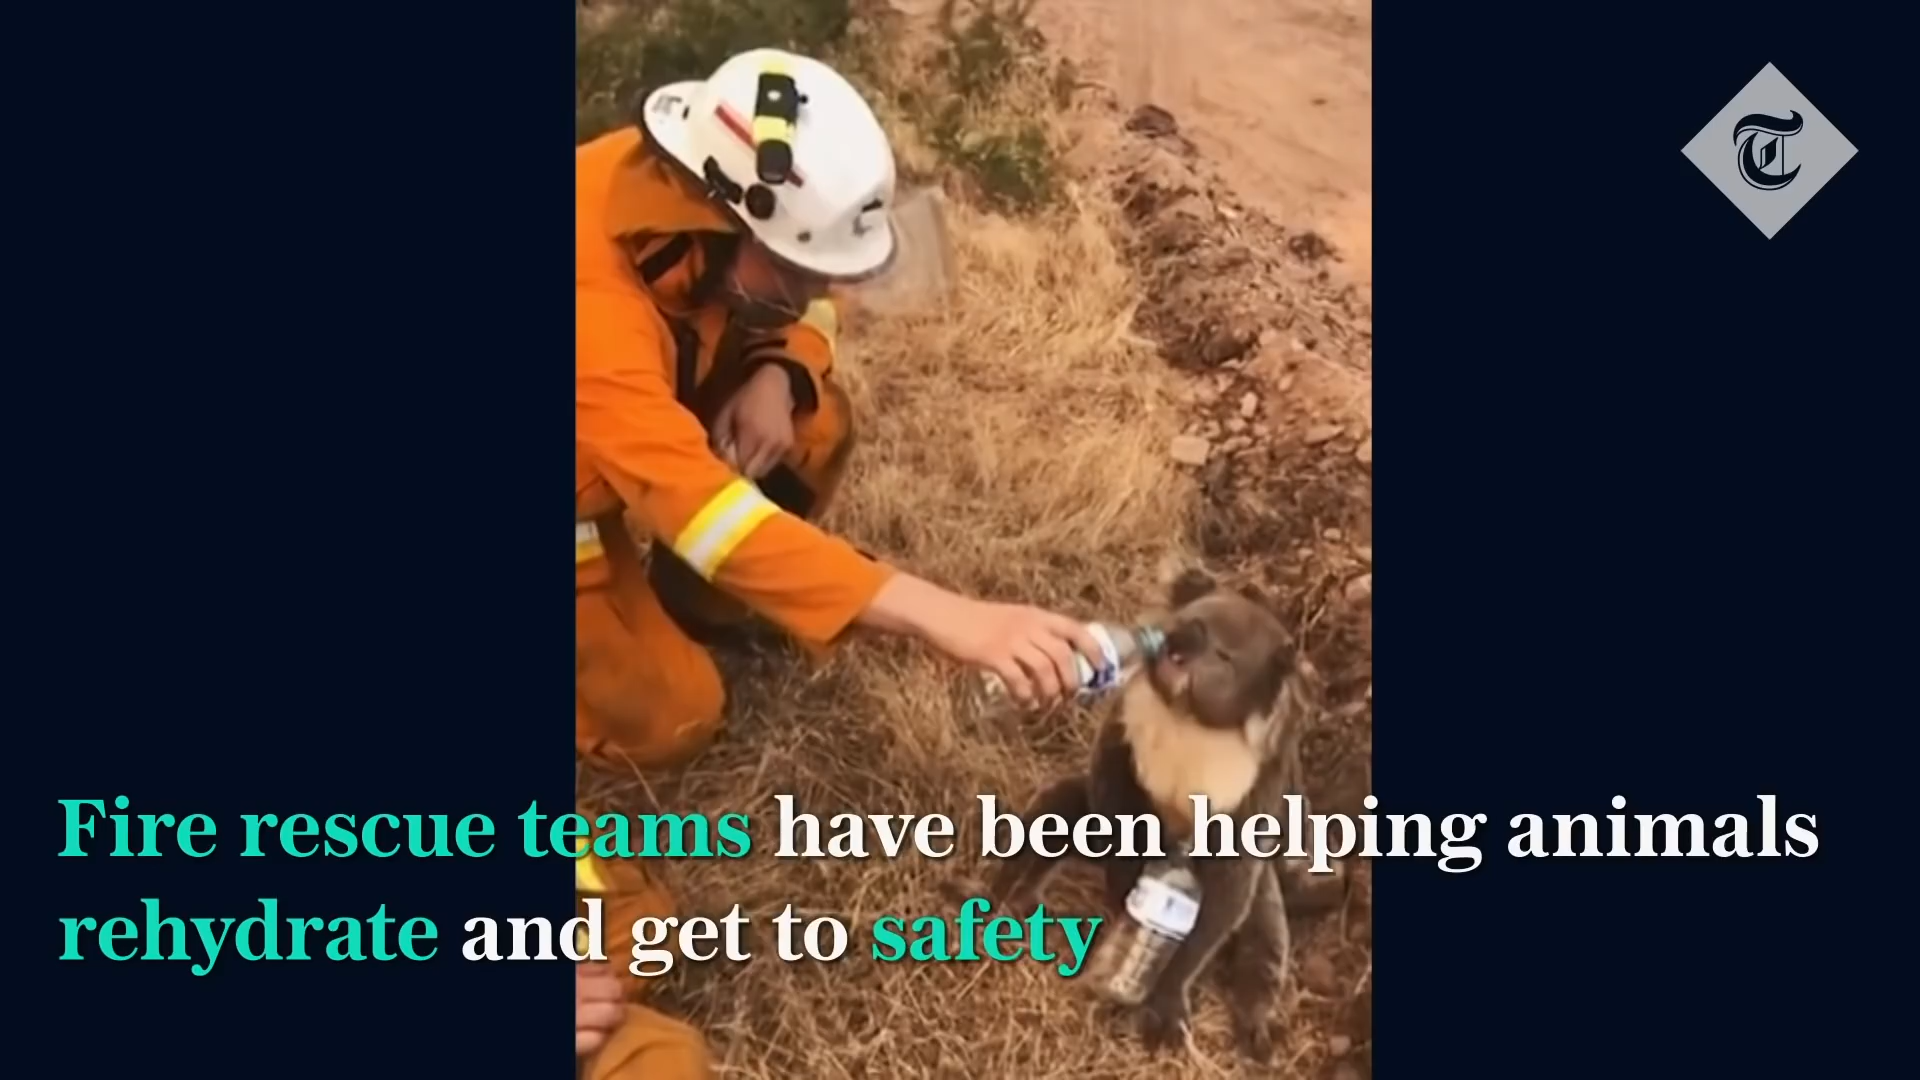 T
Fire rescue teams have been helping animals
rehydrate and get to safety